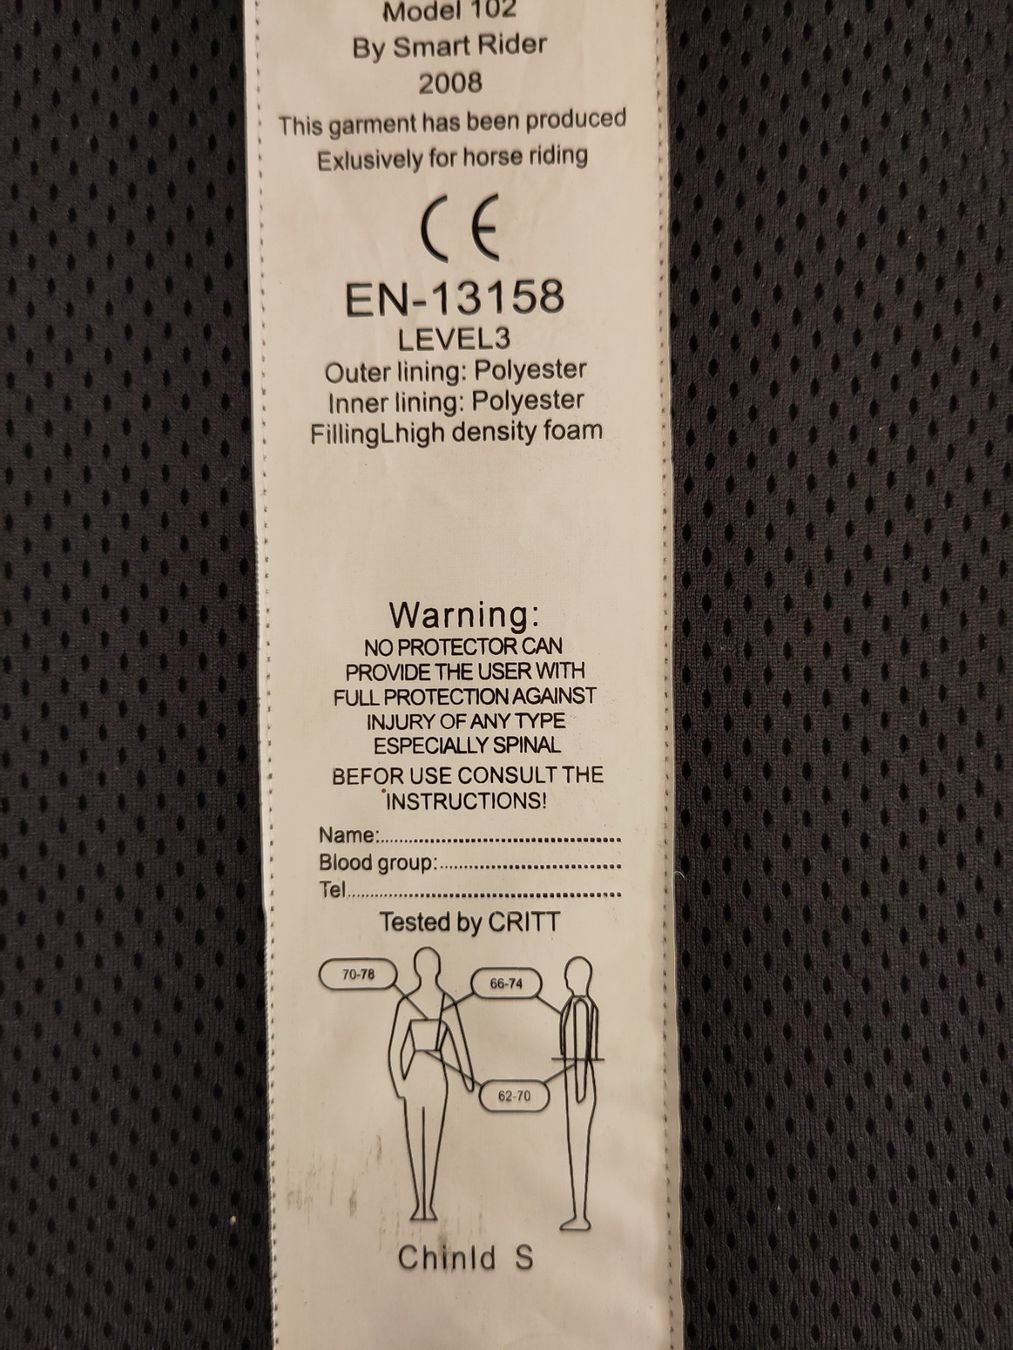 Model 102
By Smart Rider
2008
This garment has been produced
Exlusively for horse riding
CE
EN-13158
LEVEL3
Outer lining: Polyester
Inner lining: Polyester
FillingLhigh density foam
Warning:
NO PROTECTOR CAN
PROVIDE THE USER WITH
FULL PROTECTION AGAINST
INJURY OF ANY TYPE
ESPECIALLY SPINAL
BEFOR USE CONSULT THE
INSTRUCTIONS!
Name:..............................................
Blood group:....................................
Tel....................................................
Tested by CRITT
70-78
66-74
62-70
Chinld S